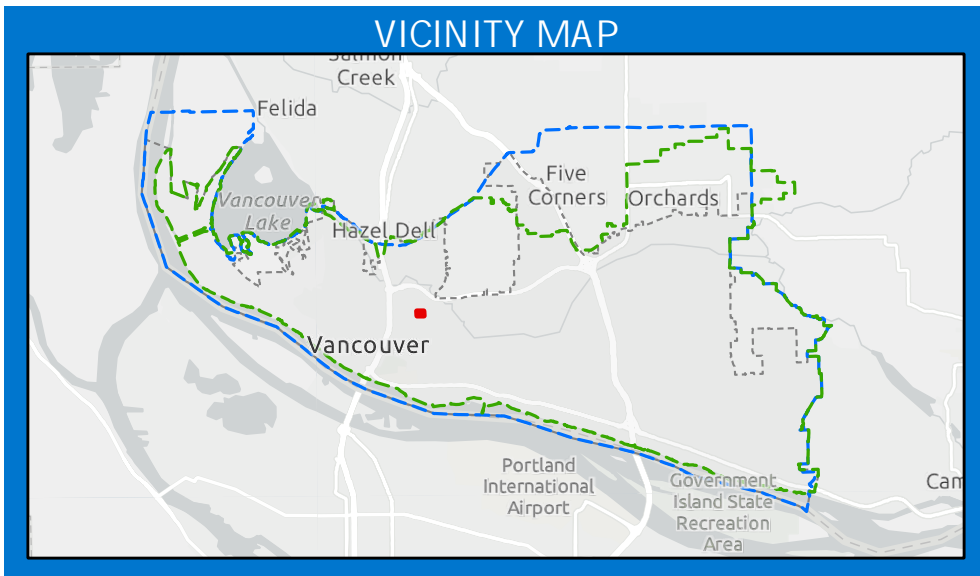 VICINITY MAP
Salmon
Creek
Felida
Five
Corners
Orchards
Vancouver
Lake
Hazel Dell
Vancouver
Portland
International
Airport
Government
Island State
Recreation
Area
Cam